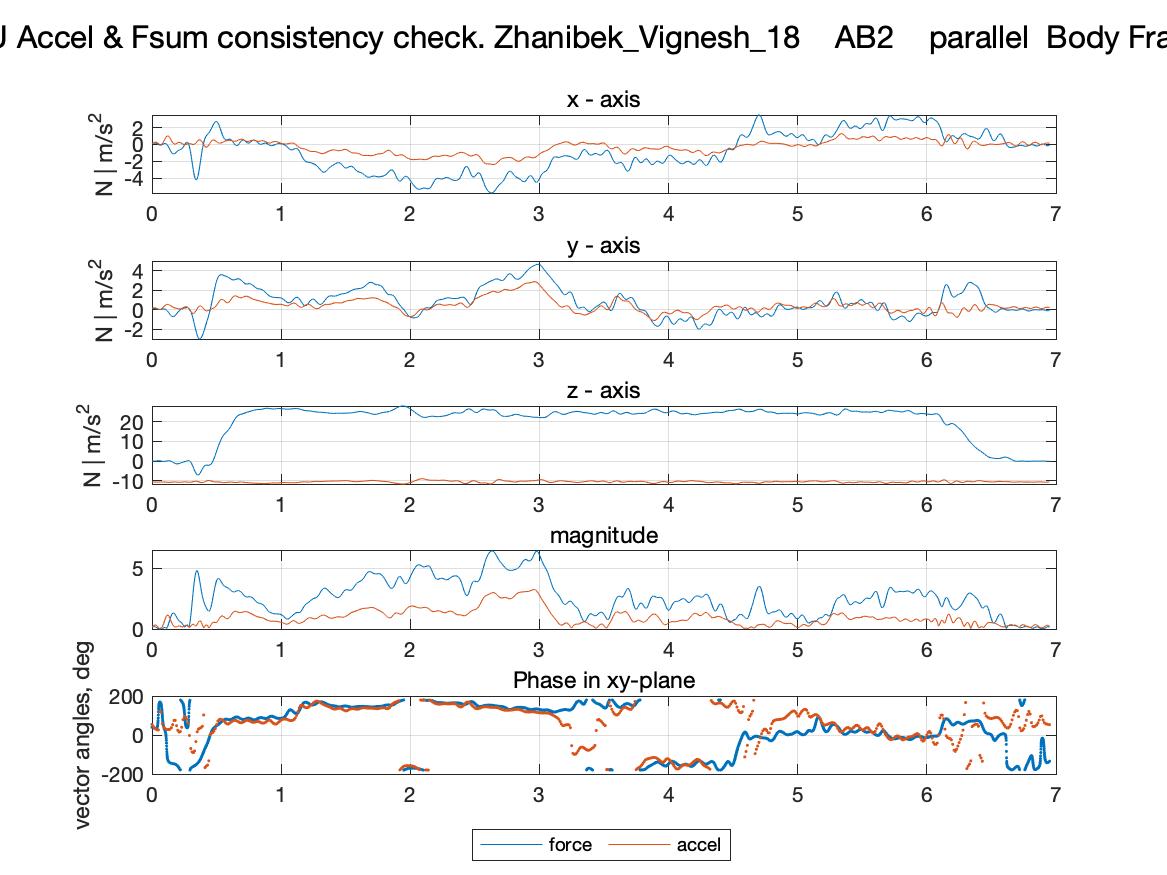 J Accel & Fsum consistency check. Zhanibek_Vignesh_18 AB2 parallel Body Fra
x - axis
N | m/s²
2
0
-2
-4
0 1 2 3 4 5 6 7
y - axis
N | m/s²
4
2
0
-2
0 1 2 3 4 5 6 7
z - axis
N | m/s²
20
10
0
-10
0 1 2 3 4 5 6 7
magnitude
5
0
0 1 2 3 4 5 6 7
Phase in xy-plane
vector angles, deg
200
0
-200
0 1 2 3 4 5 6 7
force accel